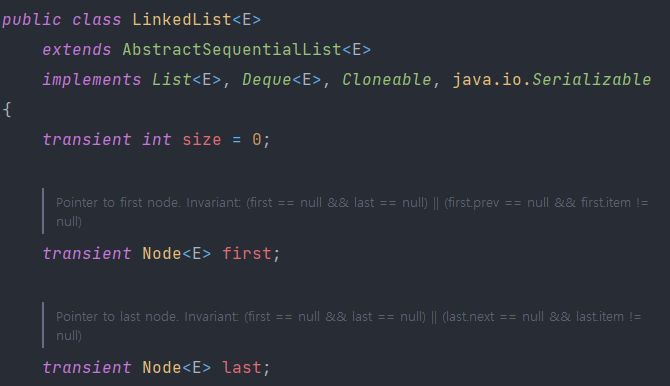 public class LinkedList<E>
extends AbstractSequentialList<E>
implements List<E>, Deque<E>, Cloneable, java.io.Serializable
{
transient int size = 0;
Pointer to first node. Invariant: (first == null && last == null) || (first.prev == null && first.item !=
null)
transient Node<E> first;
Pointer to last node. Invariant: (first == null && last == null) || (last.next == null && last.item !=
null)
transient Node<E> last;